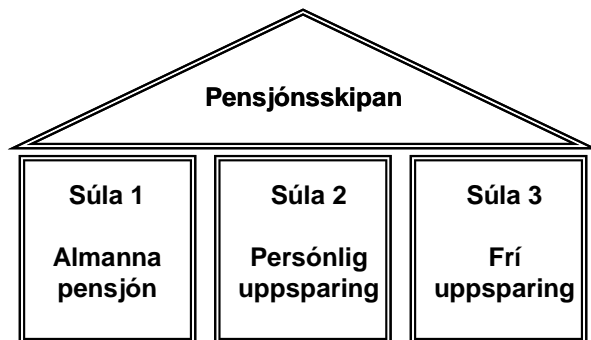 Pensjónsskipan
Súla 1
Almanna
pensjón
Súla 2
Persónlig
uppsparing
Súla 3
Frí
uppsparing